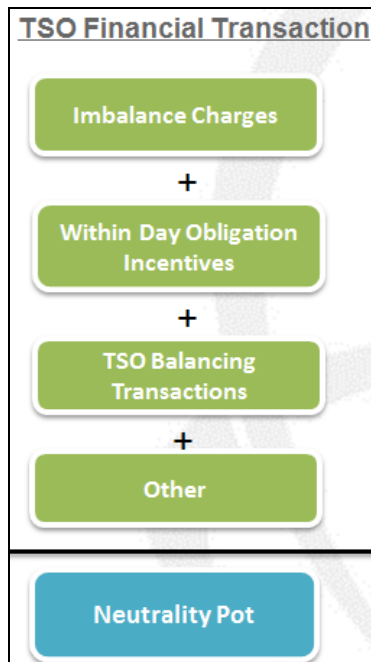 TSO Financial Transaction
Imbalance Charges
+
Within Day Obligation
Incentives
+
TSO Balancing
Transactions
+
Other
Neutrality Pot